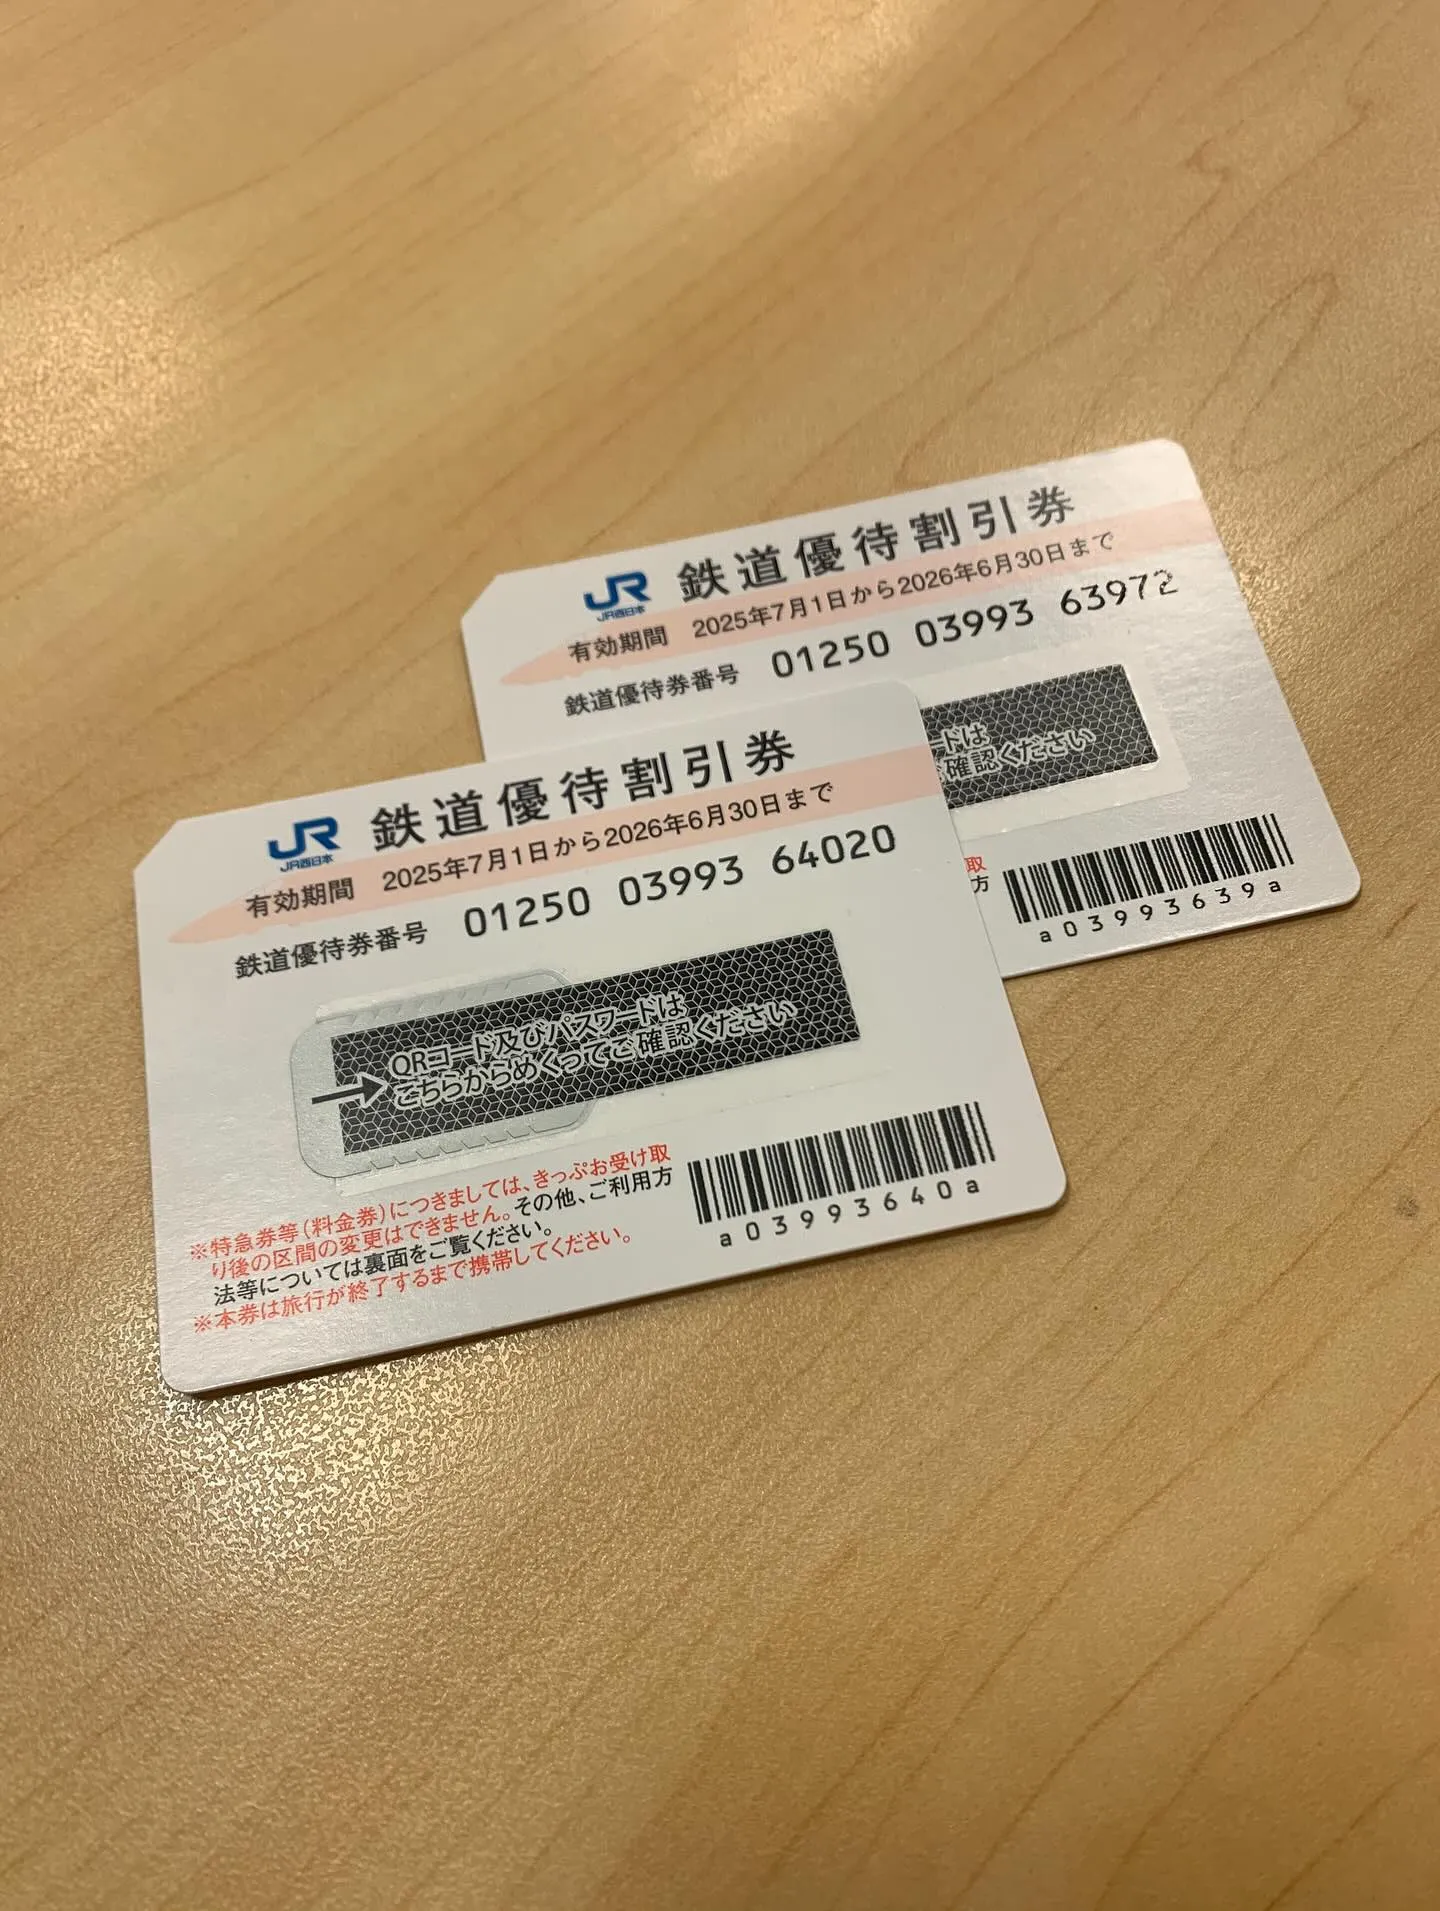 JR
JR西日本
鉄道優待割引券
有効期間 2025年7月1日から2026年6月30日まで
鉄道優待券番号 01250 03993 63972
ードは
ご確認ください
取
方
a03993639a
JR
JR西日本
鉄道優待割引券
有効期間 2025年7月1日から2026年6月30日まで
鉄道優待券番号 01250 03993 64020
QRコード及びパスワードは
こちらからめくってご確認ください
※特急券等(料金券)につきましては、きっぷお受け取
り後の区間の変更はできません。その他、ご利用方
法等については裏面をご覧ください。
※本券は旅行が終了するまで携帯してください。
a03993640a